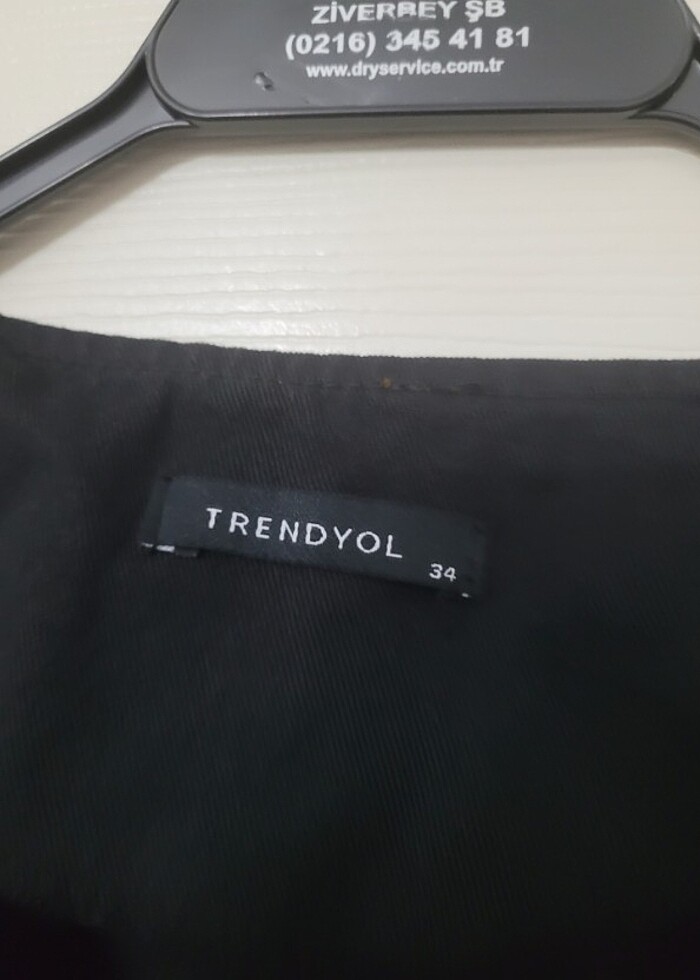 ZİVERBEY ŞB
(0216) 345 41 81
www.dryservice.com.tr
TRENDYOL
34